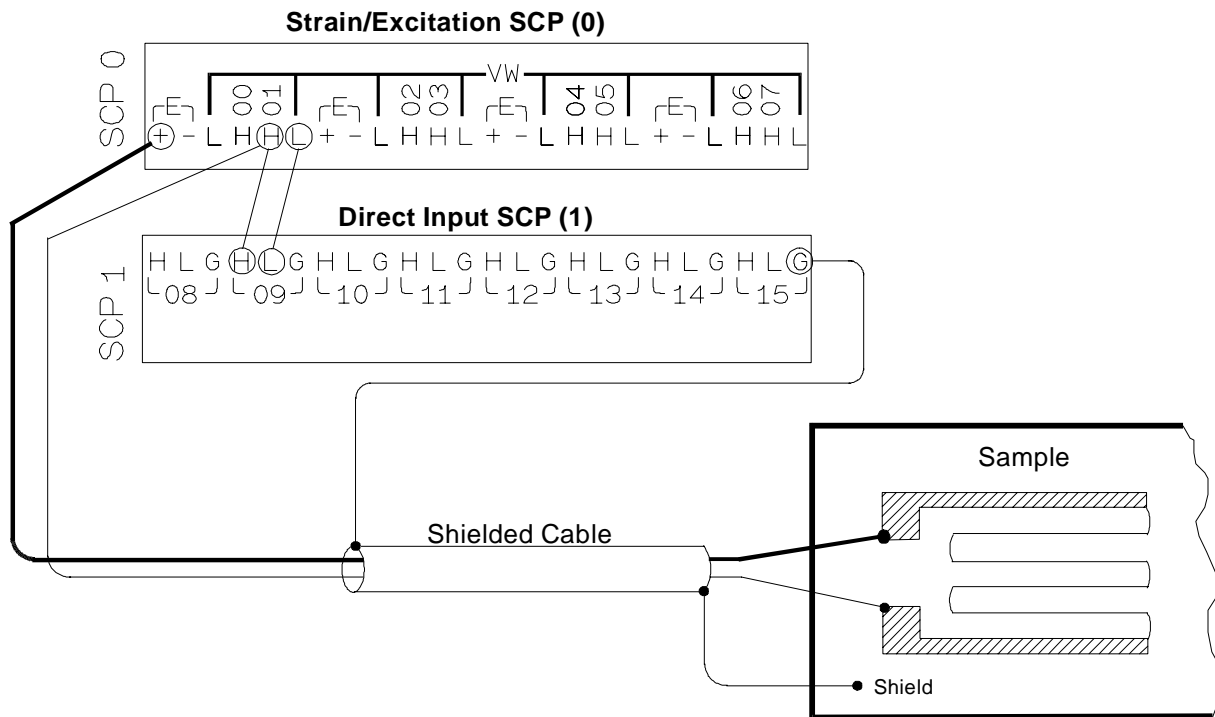 Strain/Excitation SCP (0)
SCP 0
VW
E 00 01 E 02 03 E 04 05 E 06 07
+ - L H H L + - L H H L + - L H H L + - L H H L
Direct Input SCP (1)
SCP 1
H L G H L G H L G H L G H L G H L G H L G H L G
08 09 10 11 12 13 14 15
Sample
Shielded Cable
Shield